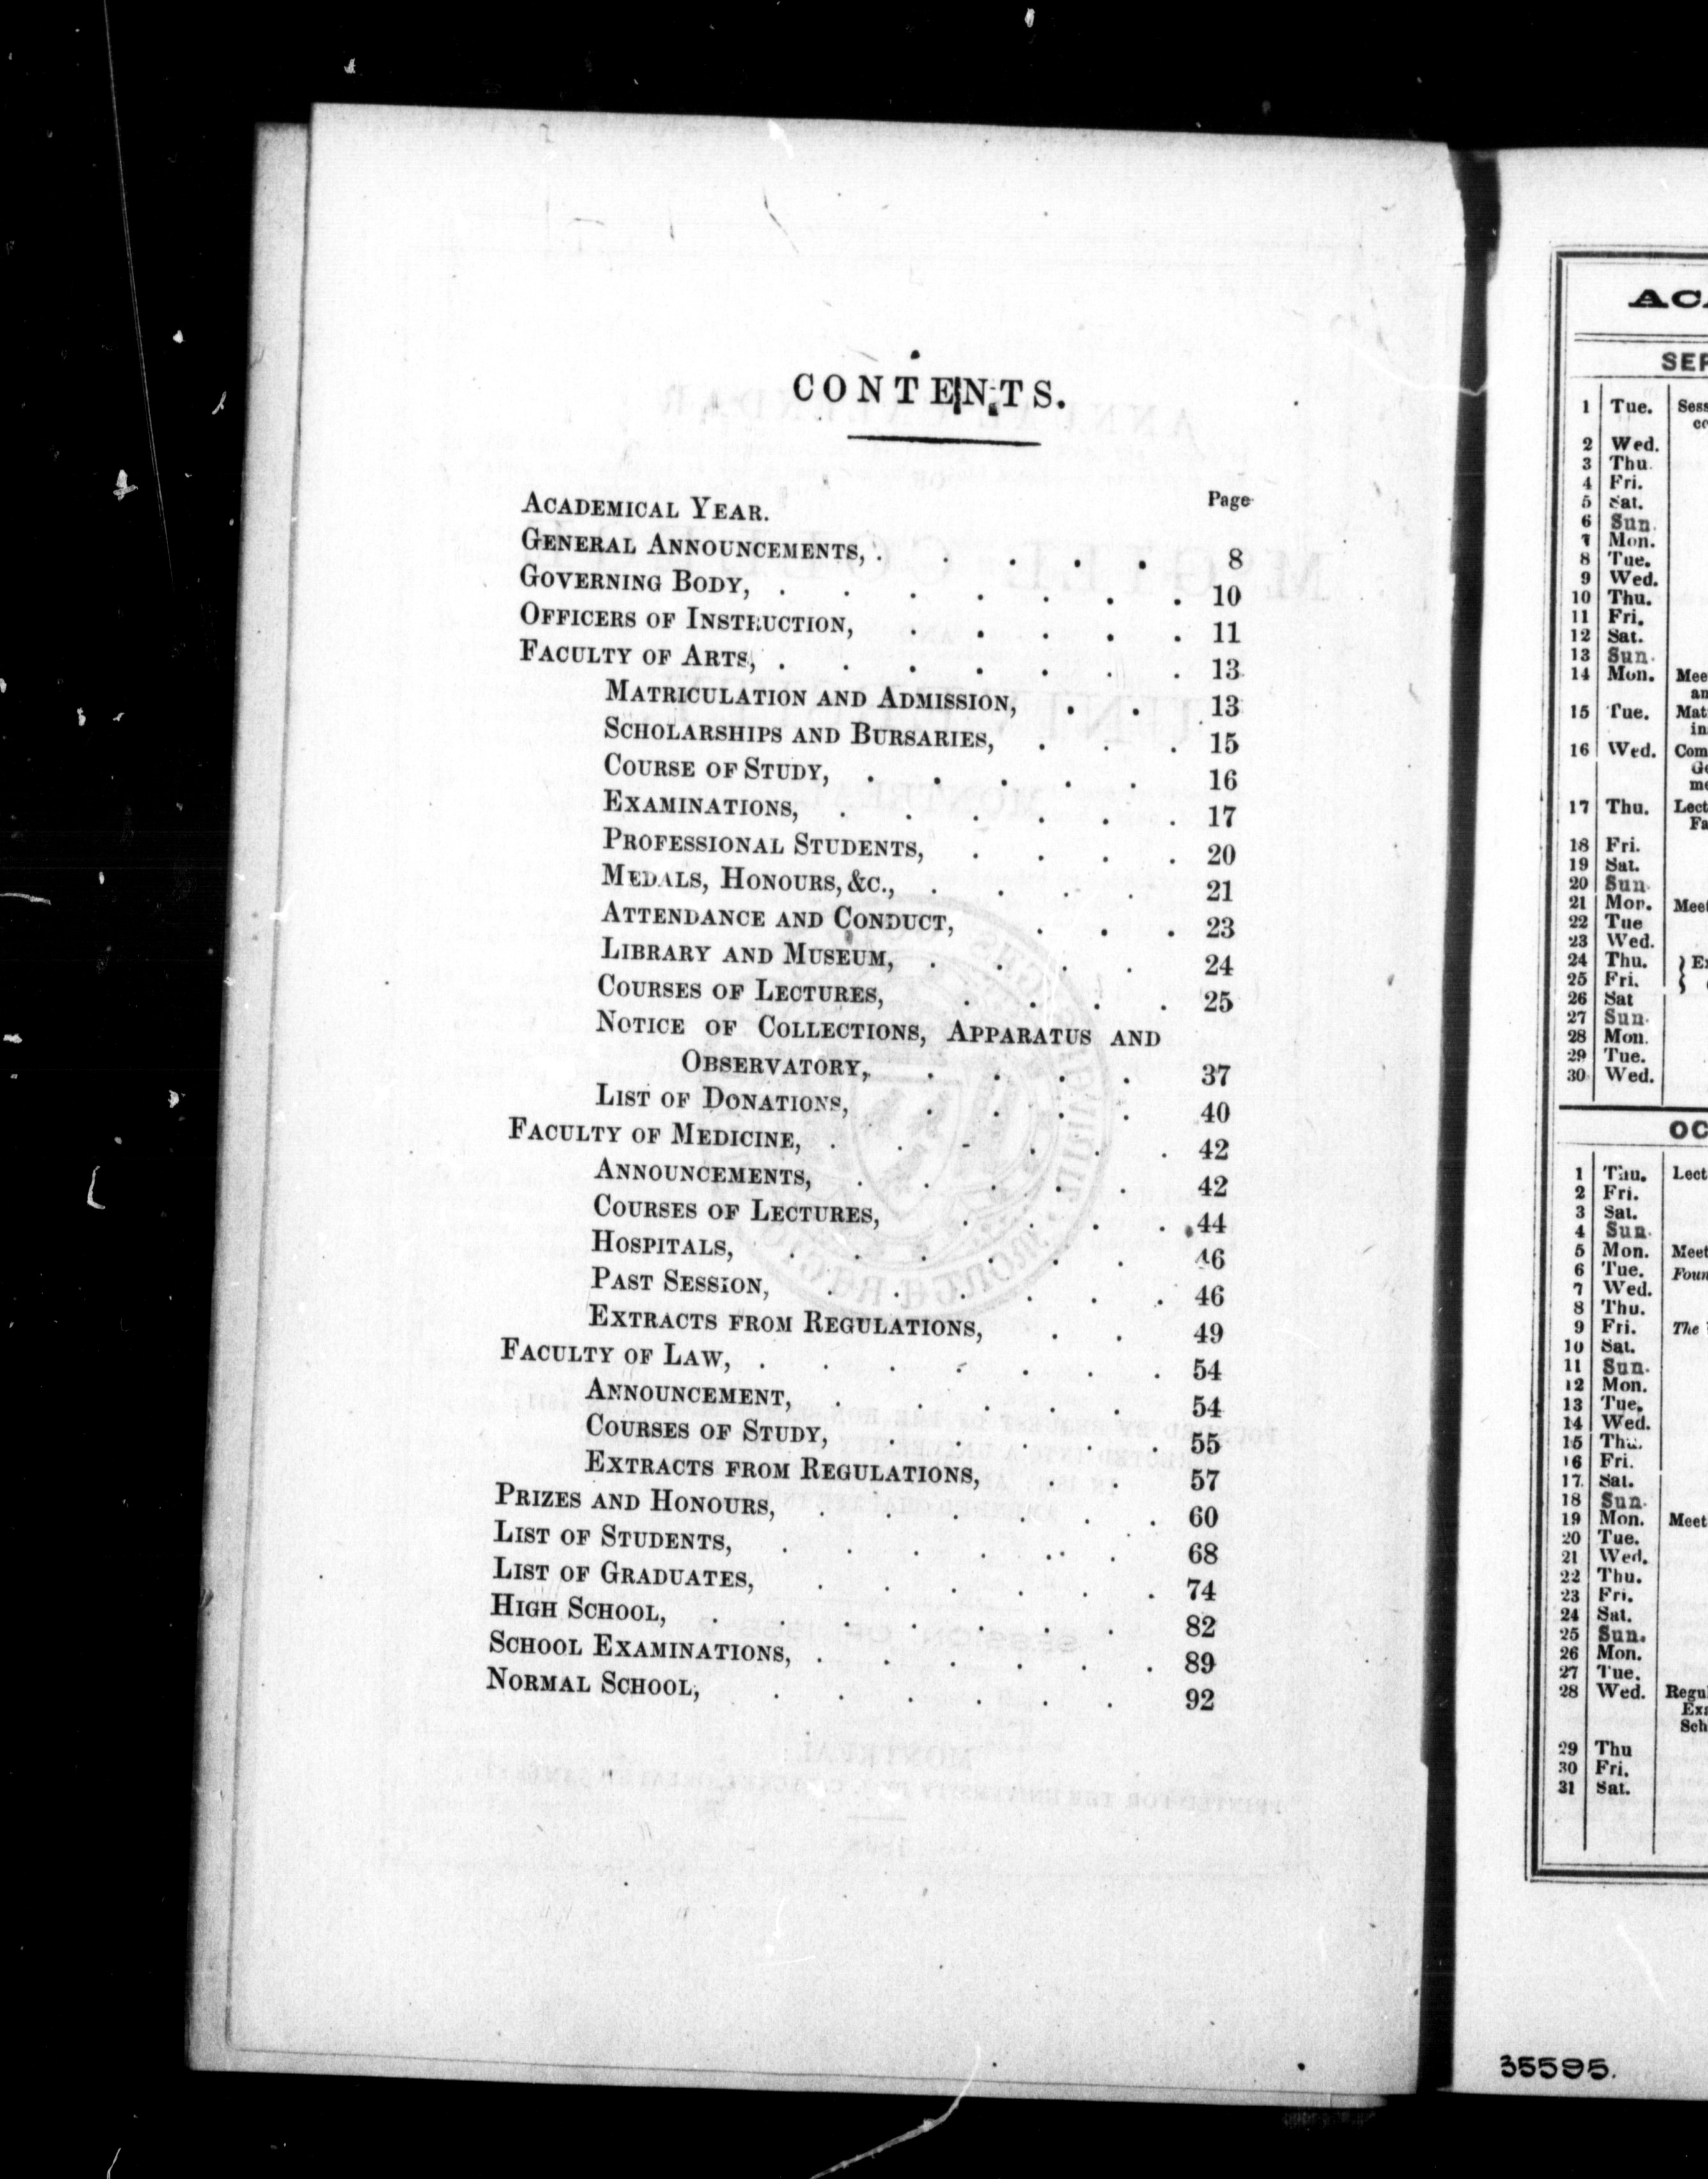 CONTENTS.
Page
ACADEMICAL YEAR.
GENERAL ANNOUNCEMENTS, . . . . . 8
GOVERNING BODY, . . . . . . . 10
OFFICERS OF INSTRUCTION, . . . . . 11
FACULTY OF ARTS, . . . . . . . 13
MATRICULATION AND ADMISSION, . . 13
SCHOLARSHIPS AND BURSARIES, . . . 15
COURSE OF STUDY, . . . . . 16
EXAMINATIONS, . . . . . . 17
PROFESSIONAL STUDENTS, . . . . 20
MEDALS, HONOURS, &C., . . . . 21
ATTENDANCE AND CONDUCT, . . . 23
LIBRARY AND MUSEUM, . . . . 24
COURSES OF LECTURES, . . . . 25
NOTICE OF COLLECTIONS, APPARATUS AND
OBSERVATORY, . . . . 37
LIST OF DONATIONS, . . . . 40
FACULTY OF MEDICINE, . . . . . . 42
ANNOUNCEMENTS, . . . . . 42
COURSES OF LECTURES, . . . . 44
HOSPITALS, . . . . . . 46
PAST SESSION, . . . . . . 46
EXTRACTS FROM REGULATIONS, . . 49
FACULTY OF LAW, . . . . . . . 54
ANNOUNCEMENT, . . . . . 54
COURSES OF STUDY, . . . . . 55
EXTRACTS FROM REGULATIONS, . . 57
PRIZES AND HONOURS, . . . . . . 60
LIST OF STUDENTS, . . . . . . 68
LIST OF GRADUATES, . . . . . . 74
HIGH SCHOOL, . . . . . . . 82
SCHOOL EXAMINATIONS, . . . . . . 89
NORMAL SCHOOL, . . . . . . 92
1 Tue.
2 Wed.
3 Thu.
4 Fri.
5 Sat.
6 Sun.
7 Mon.
8 Tue.
9 Wed.
10 Thu.
11 Fri.
12 Sat.
13 Sun.
14 Mon.
15 Tue.
16 Wed.
17 Thu.
18 Fri.
19 Sat.
20 Sun.
21 Mon.
22 Tue
23 Wed.
24 Thu.
25 Fri.
26 Sat
27 Sun.
28 Mon.
29 Tue.
30 Wed.
1 Thu.
2 Fri.
3 Sat.
4 Sun.
5 Mon.
6 Tue.
7 Wed.
8 Thu.
9 Fri. The
10 Sat.
11 Sun.
12 Mon.
13 Tue.
14 Wed.
15 Thu.
16 Fri.
17 Sat.
18 Sun.
19 Mon.
20 Tue.
21 Wed.
22 Thu.
23 Fri.
24 Sat.
25 Sun.
26 Mon.
27 Tue.
28 Wed.
29 Thu
30 Fri.
31 Sat.
35595.